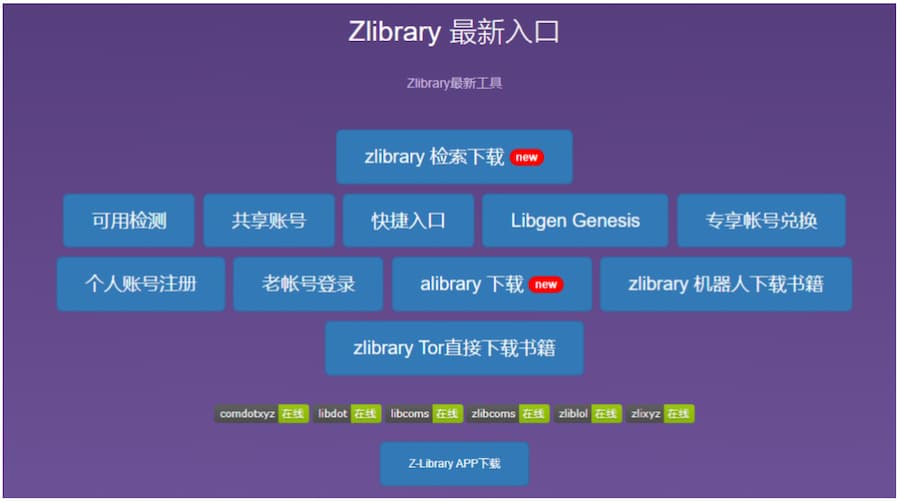 Zlibrary 最新入口
Zlibrary最新工具
zlibrary 检索下载 new
可用检测 共享账号 快捷入口 Libgen Genesis 专享帐号兑换
个人账号注册 老帐号登录 alibrary 下载 new zlibrary 机器人下载书籍
zlibrary Tor直接下载书籍
comdotxyz 在线 libdot 在线 libcoms 在线 zlibcoms 在线 zliblol 在线 zlixyz 在线
Z-Library APP下载